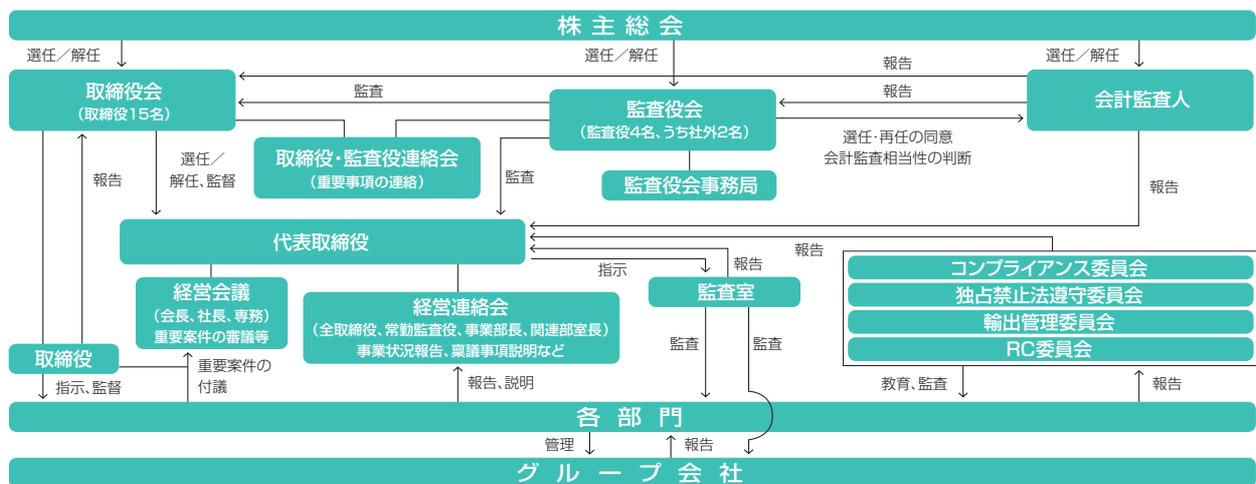 株主総会
選任／解任
選任／解任
選任／解任
取締役会
（取締役15名）
監査
報告
報告
監査役会
（監査役4名、うち社外2名）
会計監査人
選任・再任の同意
会計監査相当性の判断
取締役・監査役連絡会
（重要事項の連絡）
監査役会事務局
報告
選任／
解任、監督
監査
報告
代表取締役
指示
報告
報告
経営会議
（会長、社長、専務）
重要案件の審議等
経営連絡会
（全取締役、常勤監査役、事業部長、関連部室長）
事業状況報告、稟議事項説明など
監査室
コンプライアンス委員会
独占禁止法遵守委員会
輸出管理委員会
RC委員会
取締役
指示、監督
重要案件の
付議
報告、説明
監査
監査
教育、監査
報告
各部門
管理
報告
グループ会社